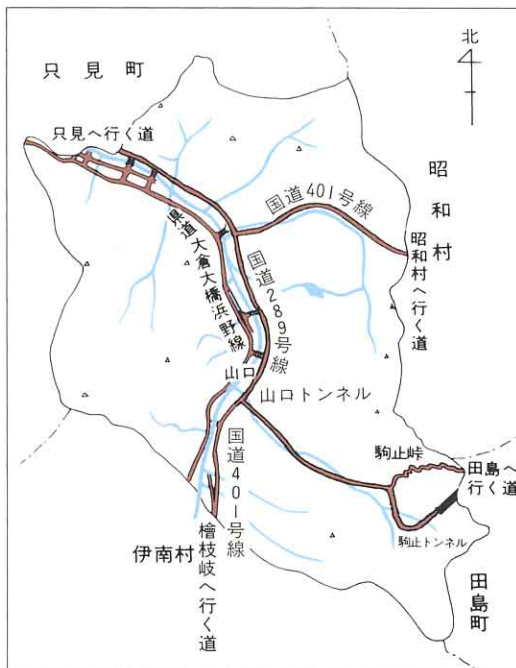 只見町
北
只見へ行く道
昭和村
国道401号線
昭和村へ行く道
県道大倉大橋浜野線
国道289号線
山口
山口トンネル
駒止峠
田島へ
行く道
国道401号線
駒止トンネル
伊南村
檜枝岐へ行く道
田島町